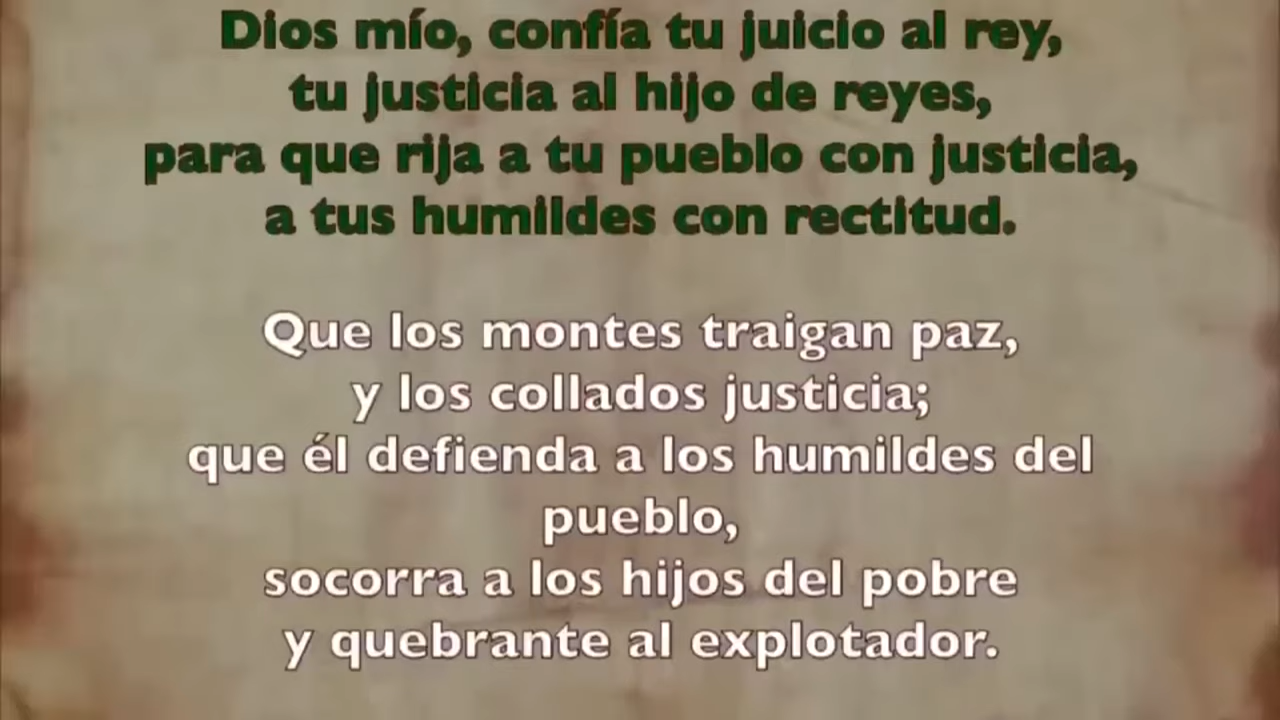 Dios mío, confía tu juicio al rey,
tu justicia al hijo de reyes,
para que rija a tu pueblo con justicia,
a tus humildes con rectitud.
Que los montes traigan paz,
y los collados justicia;
que él defienda a los humildes del
pueblo,
socorra a los hijos del pobre
y quebrante al explotador.